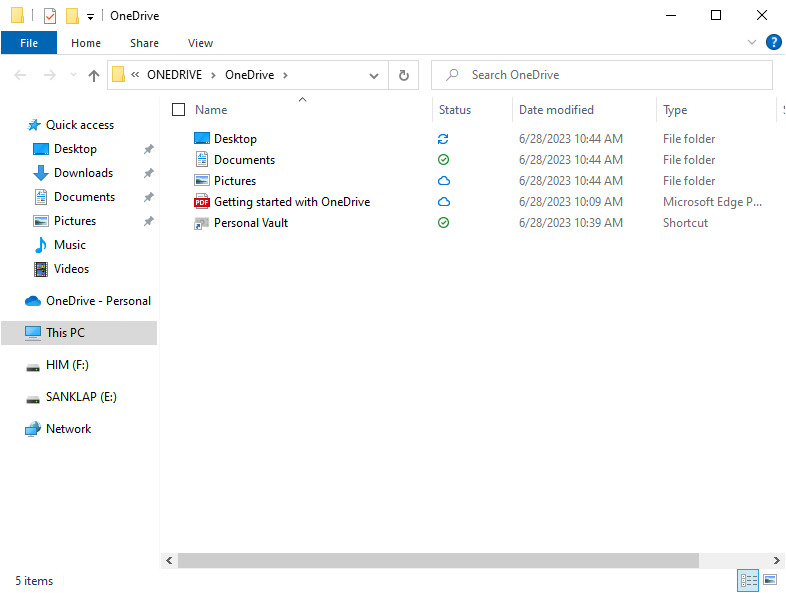 OneDrive
File Home Share View ?
« ONEDRIVE > OneDrive > Search OneDrive
Name Status Date modified Type
Quick access
Desktop
Downloads
Documents
Pictures
Music
Videos
OneDrive - Personal
This PC
HIM (F:)
SANKLAP (E:)
Network
Desktop 6/28/2023 10:44 AM File folder
Documents 6/28/2023 10:44 AM File folder
Pictures 6/28/2023 10:44 AM File folder
PDF Getting started with OneDrive 6/28/2023 10:09 AM Microsoft Edge P...
Personal Vault 6/28/2023 10:39 AM Shortcut
5 items